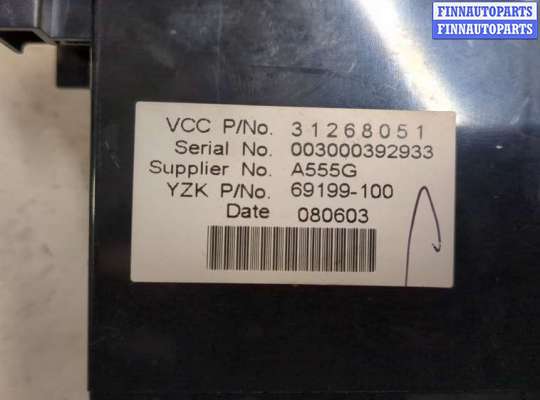 FINNAUTOPARTS
FINNAUTOPARTS
VCC P/No. 31268051
Serial No. 003000392933
Supplier No. A555G
YZK P/No. 69199-100
Date 080603